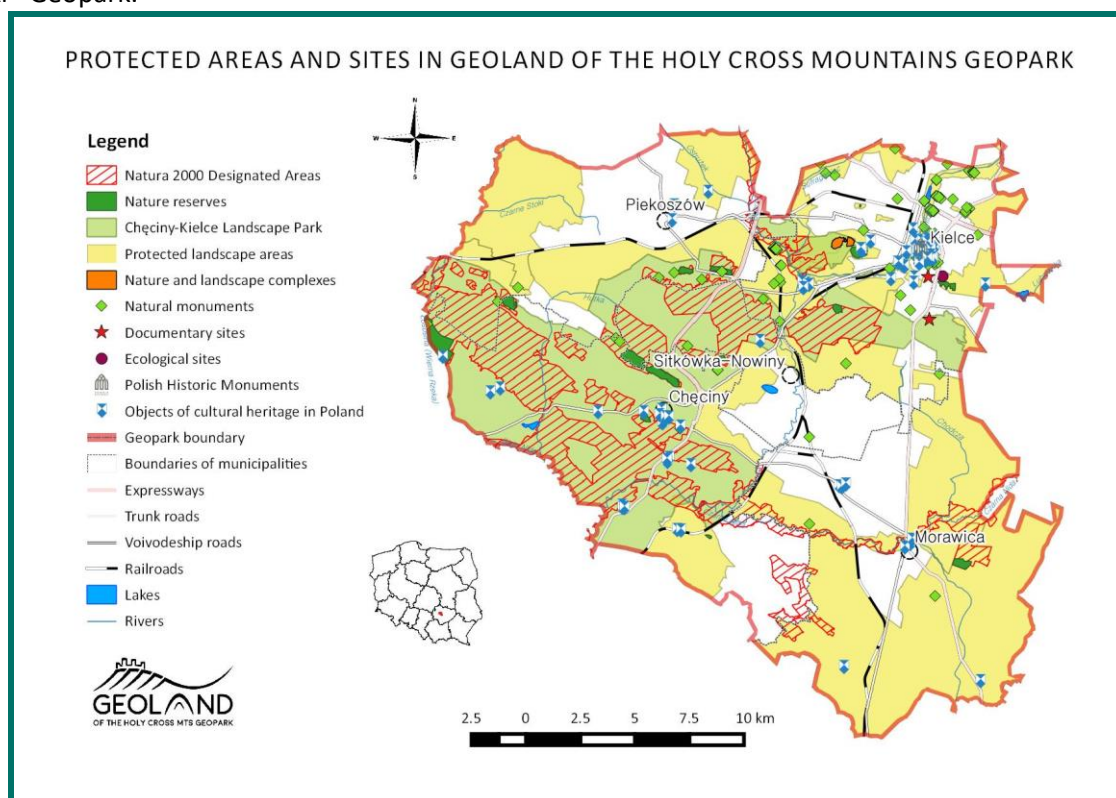 Geopark.
PROTECTED AREAS AND SITES IN GEOLAND OF THE HOLY CROSS MOUNTAINS GEOPARK
N
W
E
S
Legend
Natura 2000 Designated Areas
Nature reserves
Chęciny-Kielce Landscape Park
Protected landscape areas
Nature and landscape complexes
Natural monuments
Documentary sites
Ecological sites
Polish Historic Monuments
Objects of cultural heritage in Poland
Geopark boundary
Boundaries of municipalities
Expressways
Trunk roads
Voivodeship roads
Railroads
Lakes
Rivers
GEOLAND
OF THE HOLY CROSS MTS GEOPARK
Czarne Stoki
Piekoszów
Kielce
Hutka
Sitkówka-Nowiny
Chęciny
Chodcza
Morawica
2.5 0 2.5 5 7.5 10 km